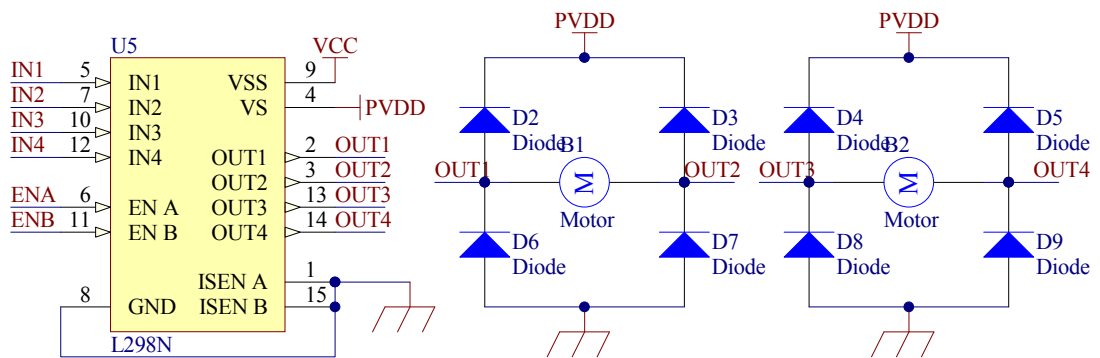 U5
IN1 5 IN1
IN2 7 IN2
IN3 10 IN3
IN4 12 IN4
ENA 6 EN A
ENB 11 EN B
8 GND
VSS 9 VCC
VS 4 PVDD
OUT1 2 OUT1
OUT2 3 OUT2
OUT3 13 OUT3
OUT4 14 OUT4
ISEN A 1
ISEN B 15
L298N
PVDD
D2
Diode
D3
Diode
B1
OUT1 M OUT2
Motor
D6
Diode
D7
Diode
PVDD
D4
Diode
D5
Diode
B2
OUT3 M OUT4
Motor
D8
Diode
D9
Diode